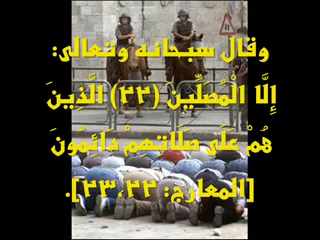 وقال سبحانه وتعالى:
إِلَّا الْمُصَلِّين (٢٢) الَّذِينَ
هُمْ عَلَى صَلَاتِهِمْ دَائِمُونَ
[المعارج: ٢٢، ٢٣].